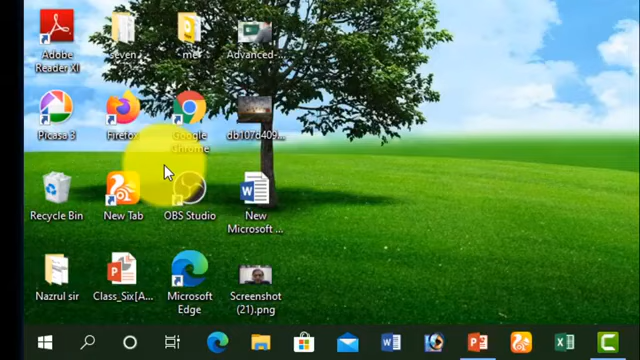 Adobe
Reader XI
seven
me
Advanced-...
Picasa 3
Firefox
Google
Chrome
db107d409...
Recycle Bin
New Tab
OBS Studio
New
Microsoft ...
Nazrul sir
Class_Six[A...
Microsoft
Edge
Screenshot
(21).png